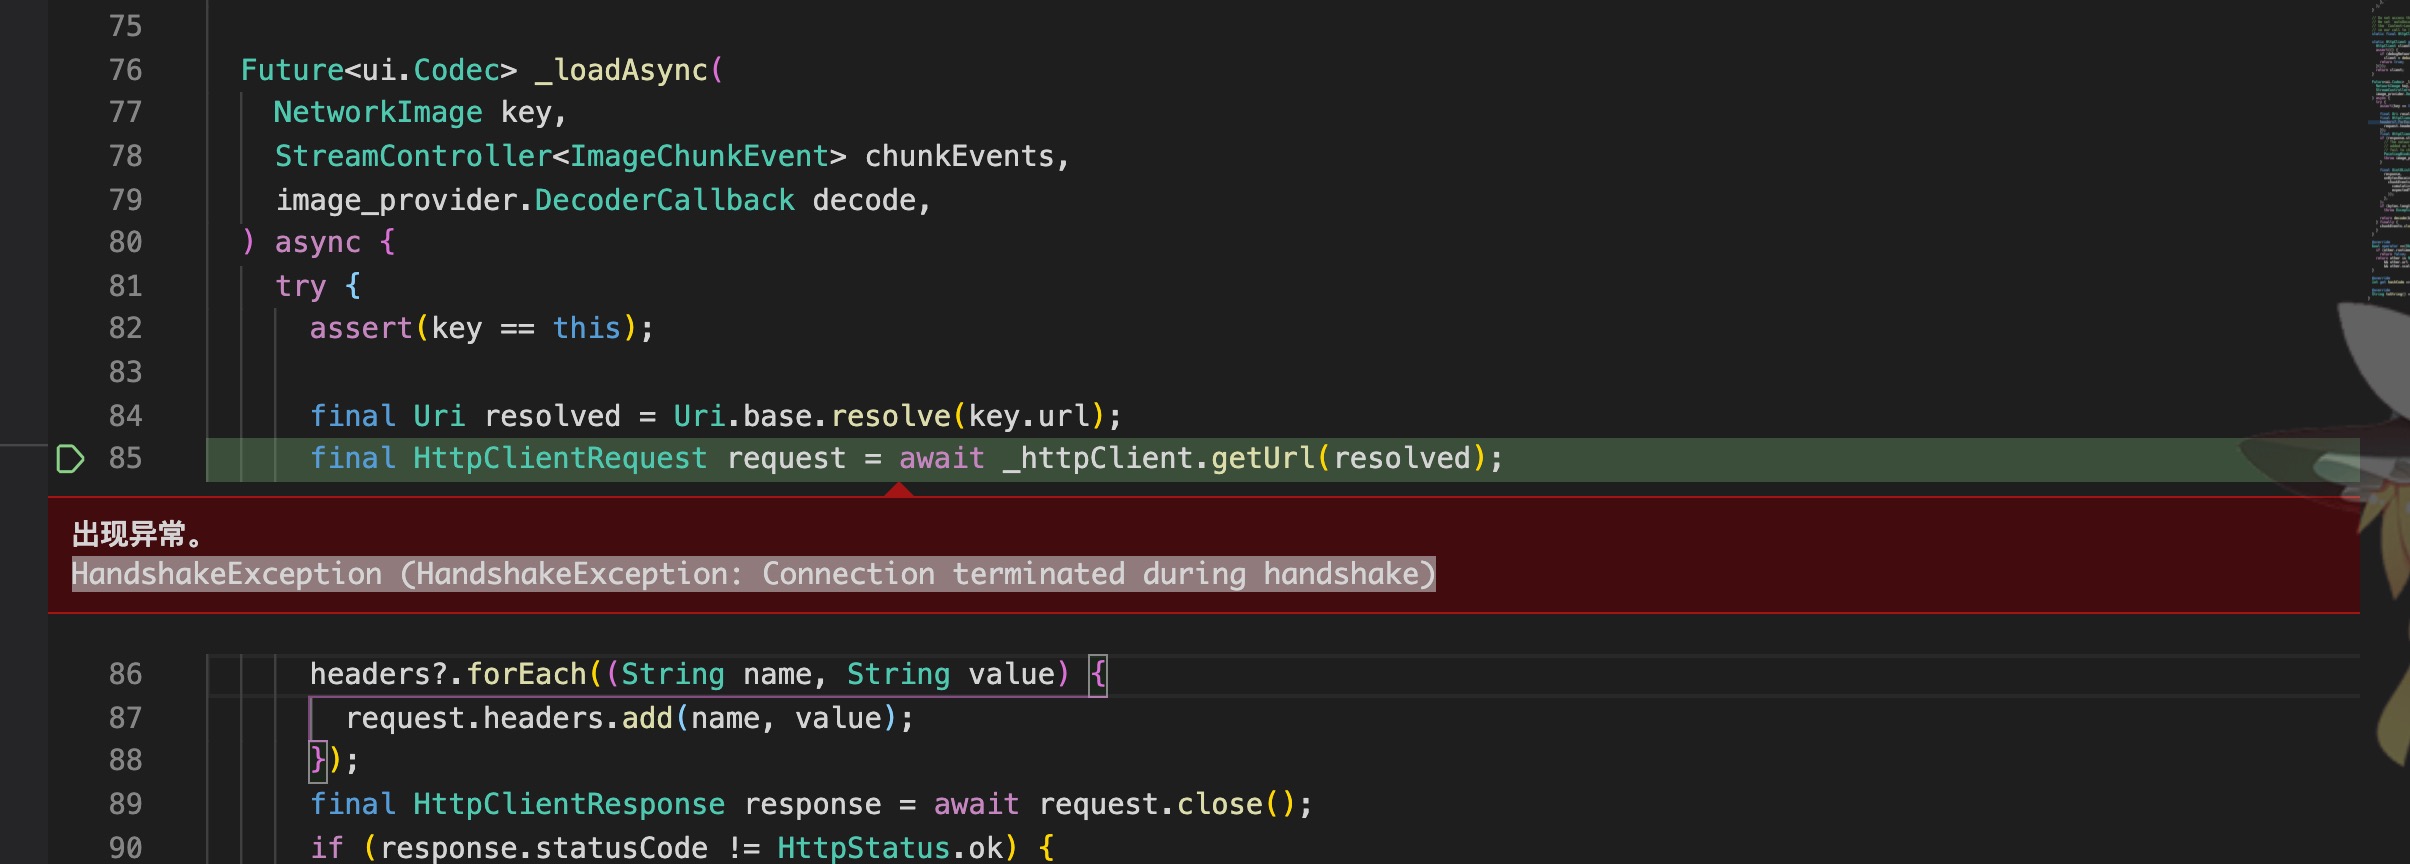 75
76 Future<ui.Codec> _loadAsync(
77 NetworkImage key,
78 StreamController<ImageChunkEvent> chunkEvents,
79 image_provider.DecoderCallback decode,
80 ) async {
81 try {
82 assert(key == this);
83
84 final Uri resolved = Uri.base.resolve(key.url);
85 final HttpClientRequest request = await _httpClient.getUrl(resolved);
出现异常。
HandshakeException (HandshakeException: Connection terminated during handshake)
86 headers?.forEach((String name, String value) {
87 request.headers.add(name, value);
88 });
89 final HttpClientResponse response = await request.close();
90 if (response.statusCode != HttpStatus.ok) {